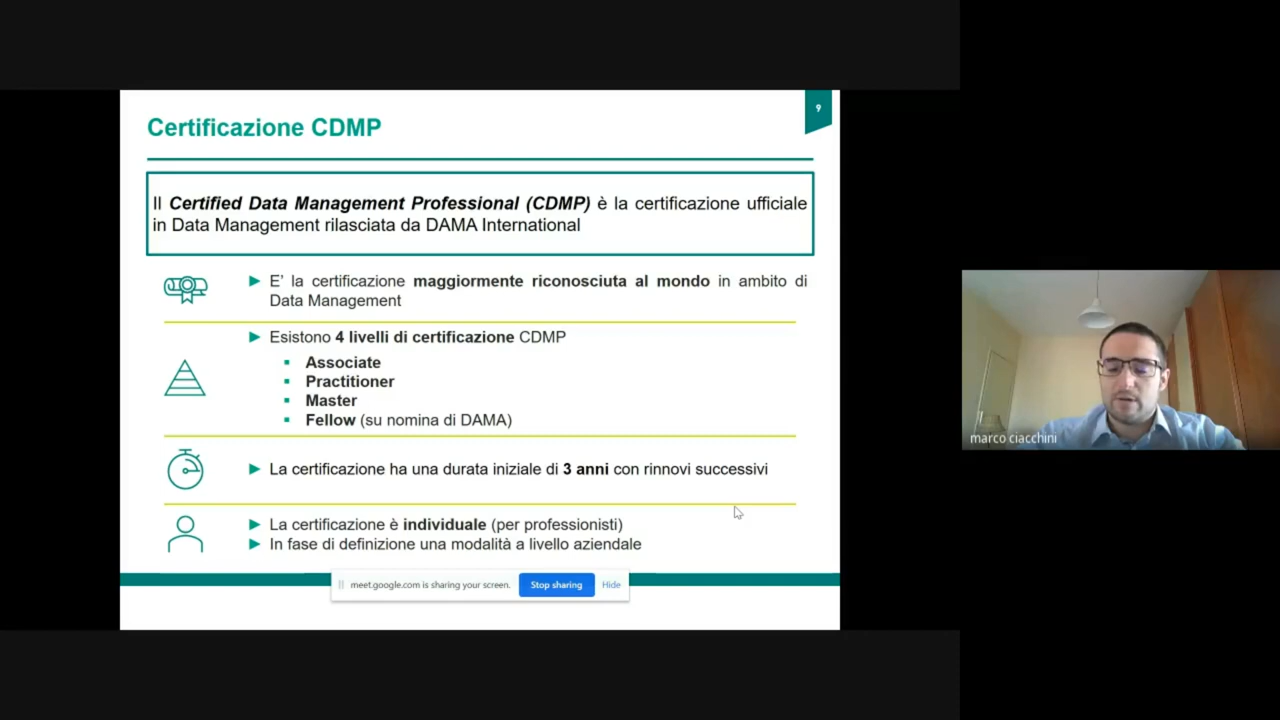 9
Certificazione CDMP
Il Certified Data Management Professional (CDMP) è la certificazione ufficiale
in Data Management rilasciata da DAMA International
E’ la certificazione maggiormente riconosciuta al mondo in ambito di
Data Management
Esistono 4 livelli di certificazione CDMP
Associate
Practitioner
Master
Fellow (su nomina di DAMA)
La certificazione ha una durata iniziale di 3 anni con rinnovi successivi
La certificazione è individuale (per professionisti)
In fase di definizione una modalità a livello aziendale
meet.google.com is sharing your screen. Stop sharing Hide
marco ciacchini